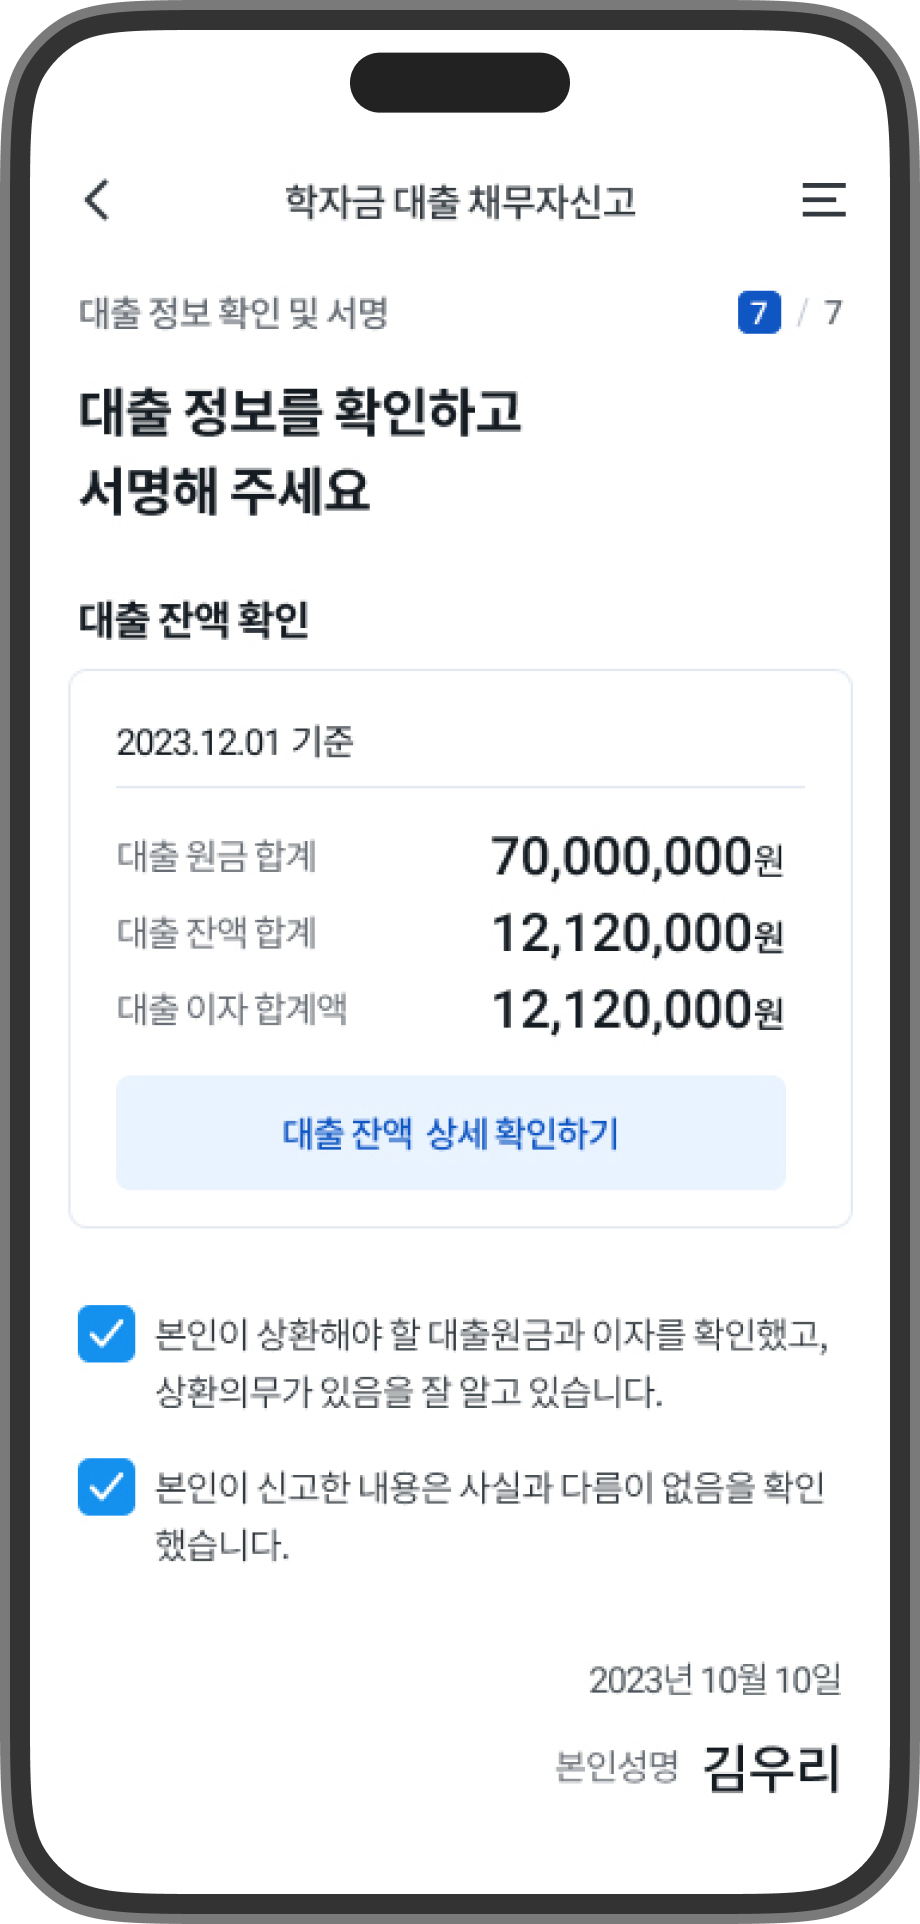 학자금 대출 채무자신고
대출 정보 확인 및 서명 7 / 7
대출 정보를 확인하고
서명해 주세요
대출 잔액 확인
2023.12.01 기준
대출 원금 합계 70,000,000원
대출 잔액 합계 12,120,000원
대출 이자 합계액 12,120,000원
대출 잔액 상세 확인하기
본인이 상환해야 할 대출원금과 이자를 확인했고,
상환의무가 있음을 잘 알고 있습니다.
본인이 신고한 내용은 사실과 다름이 없음을 확인
했습니다.
2023년 10월 10일
본인성명 김우리